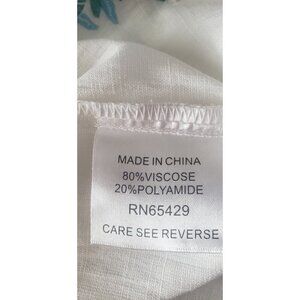 MADE IN CHINA
80%VISCOSE
20%POLYAMIDE
RN65429
CARE SEE REVERSE